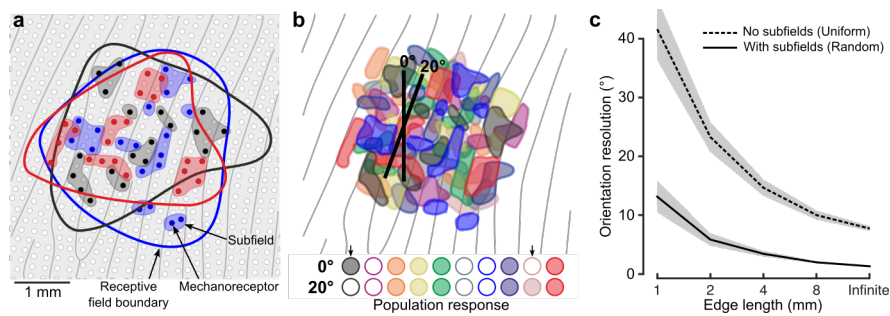 a
Subfield
Receptive field boundary
Mechanoreceptor
1 mm
b
0°
20°
0°
20°
Population response
c
No subfields (Uniform)
With subfields (Random)
Orientation resolution (°)
40
30
20
10
0
1 2 4 8 Infinite
Edge length (mm)